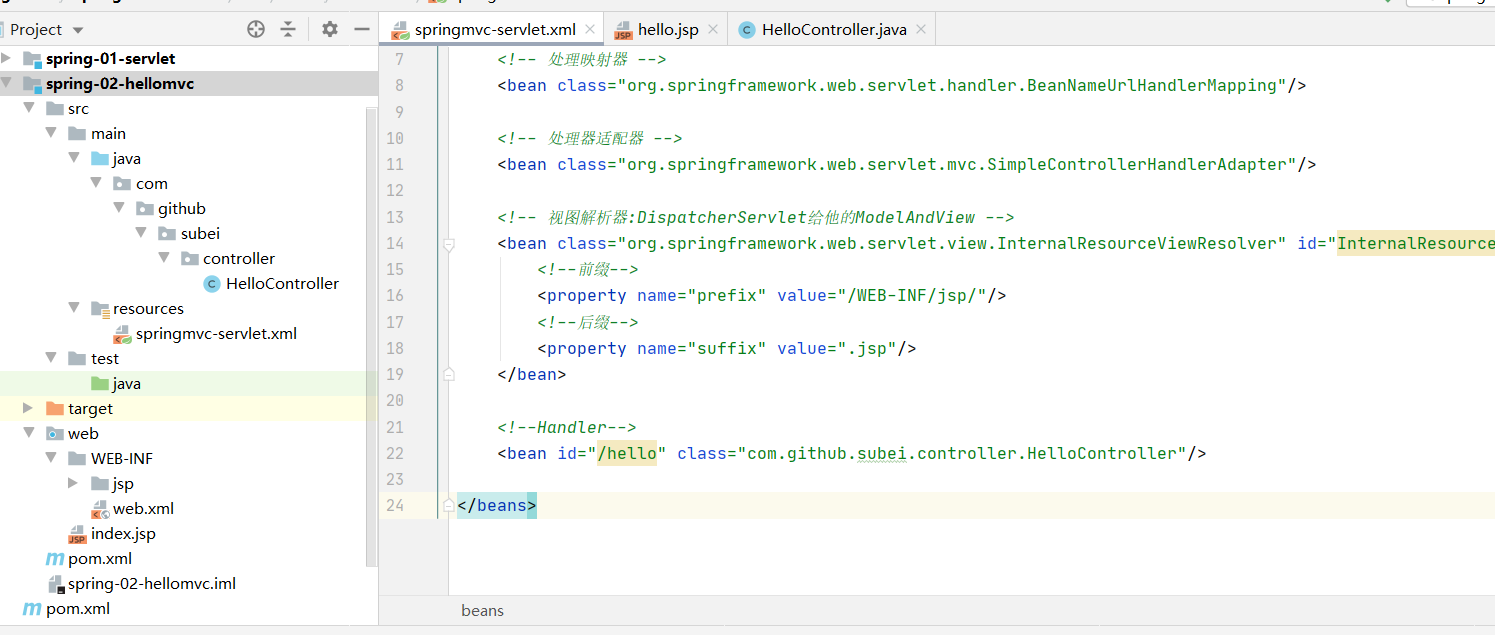 Project
spring-01-servlet
spring-02-hellomvc
src
main
java
com
github
subei
controller
HelloController
resources
springmvc-servlet.xml
test
java
target
web
WEB-INF
jsp
web.xml
index.jsp
pom.xml
spring-02-hellomvc.iml
pom.xml
springmvc-servlet.xml hello.jsp HelloController.java
7 <!-- 处理映射器 -->
8 <bean class="org.springframework.web.servlet.handler.BeanNameUrlHandlerMapping"/>
9
10 <!-- 处理器适配器 -->
11 <bean class="org.springframework.web.servlet.mvc.SimpleControllerHandlerAdapter"/>
12
13 <!-- 视图解析器:DispatcherServlet给他的ModelAndView -->
14 <bean class="org.springframework.web.servlet.view.InternalResourceViewResolver" id="InternalResource
15 <!--前缀-->
16 <property name="prefix" value="/WEB-INF/jsp/"/>
17 <!--后缀-->
18 <property name="suffix" value=".jsp"/>
19 </bean>
20
21 <!--Handler-->
22 <bean id="/hello" class="com.github.subei.controller.HelloController"/>
23
24 </beans>
beans